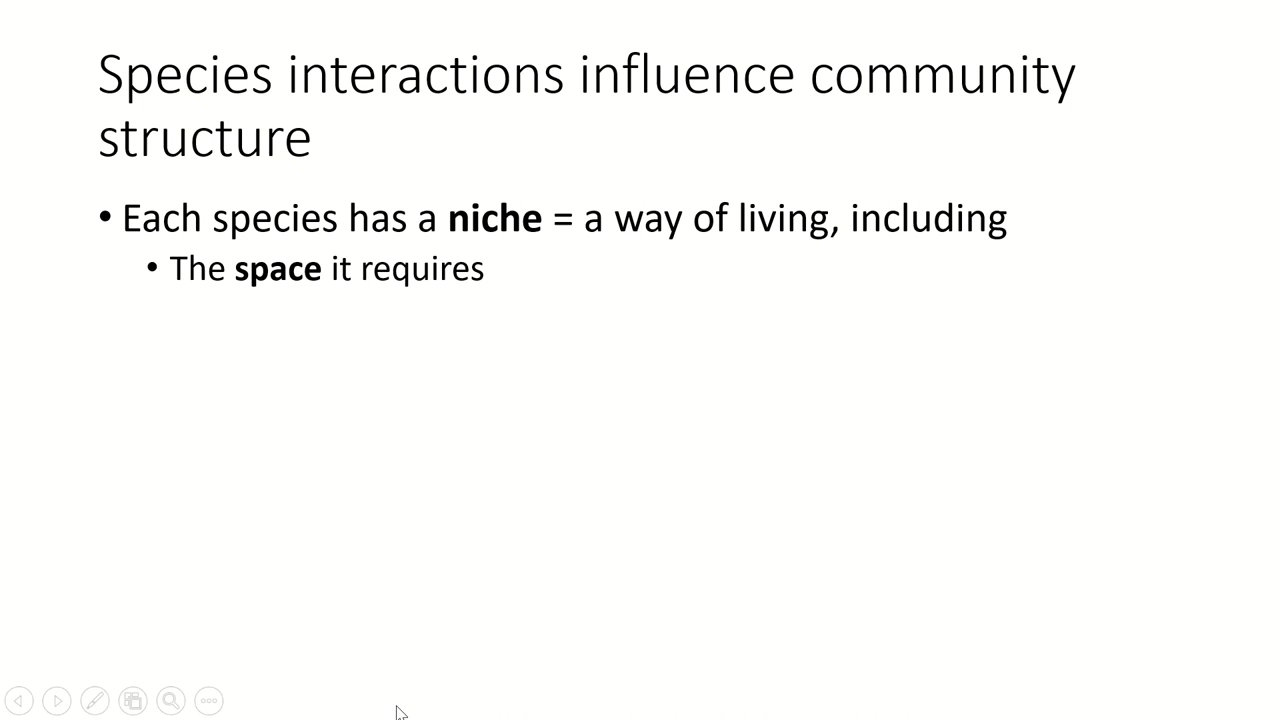 Species interactions influence community
structure
• Each species has a niche = a way of living, including
• The space it requires